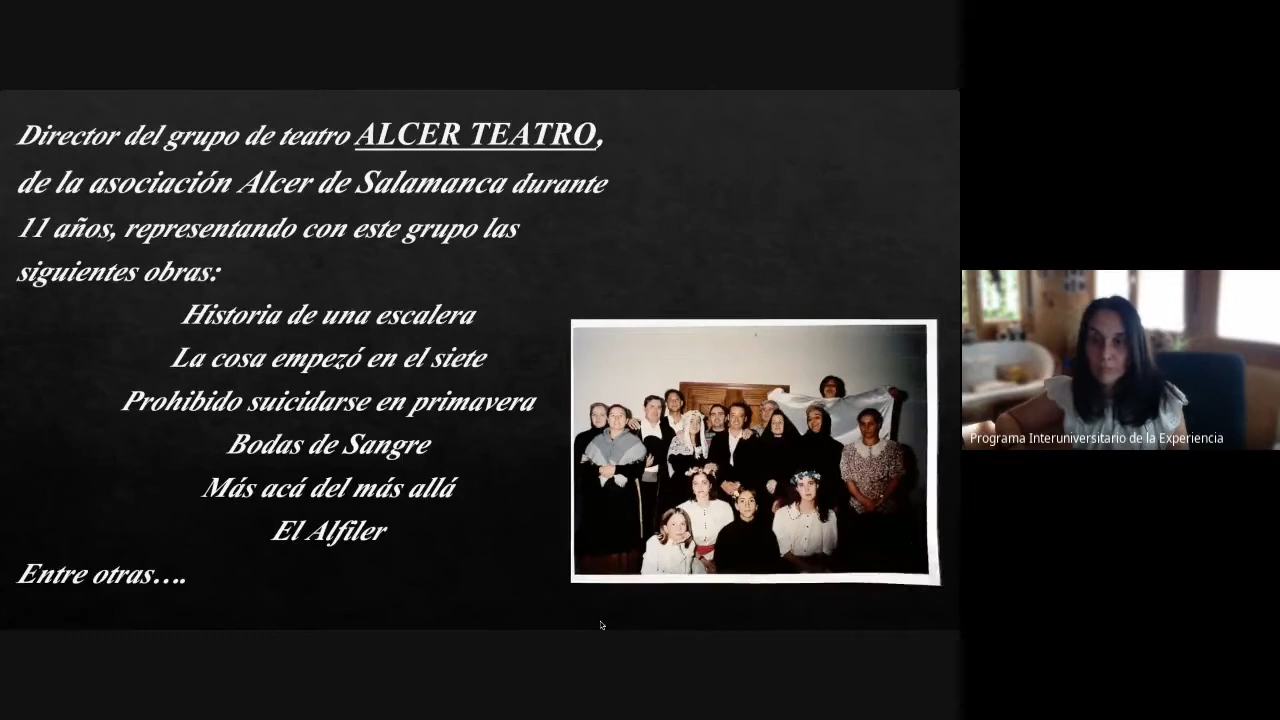 Director del grupo de teatro ALCER TEATRO,
de la asociación Alcer de Salamanca durante
11 años, representando con este grupo las
siguientes obras:
Historia de una escalera
La cosa empezó en el siete
Prohibido suicidarse en primavera
Bodas de Sangre
Más acá del más allá
El Alfiler
Entre otras….
Programa Interuniversitario de la Experiencia